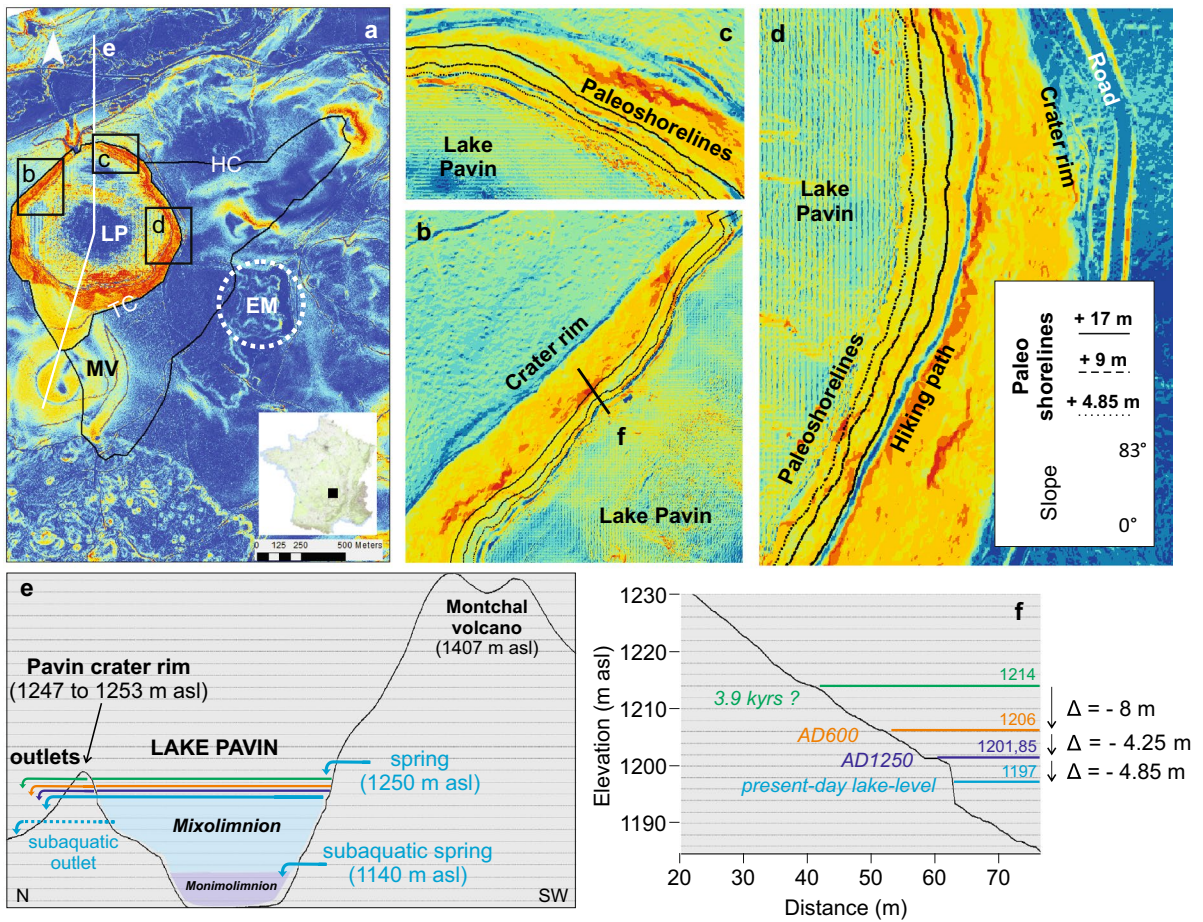 a
e
HC
b
c
d
LP
TC
EM
MV
0 125 250 500 Meters
c
Paleoshorelines
Lake
Pavin
b
Crater rim
f
Lake Pavin
d
Road
Crater rim
Lake
Pavin
Paleoshorelines
Hiking path
Paleo
shorelines
+ 17 m
+ 9 m
+ 4.85 m
Slope
83°
0°
e
Montchal
volcano
(1407 m asl)
Pavin crater rim
(1247 to 1253 m asl)
outlets
LAKE PAVIN
spring
(1250 m asl)
Mixolimnion
subaquatic
outlet
subaquatic spring
(1140 m asl)
Monimolimnion
N
SW
f
Elevation (m asl)
1230
1220
1210
1200
1190
1214
3.9 kyrs ?
Δ = - 8 m
1206
AD600
Δ = - 4.25 m
1201,85
AD1250
Δ = - 4.85 m
1197
present-day lake-level
20 30 40 50 60 70
Distance (m)